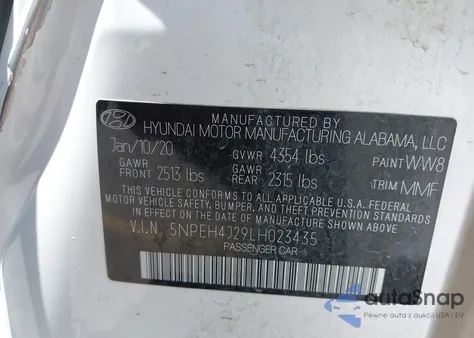 MANUFACTURED BY
HYUNDAI MOTOR MANUFACTURING ALABAMA, LLC
Jan/10/20 GVWR 4354 lbs PAINT WW8
GAWR FRONT 2513 lbs GAWR REAR 2315 lbs TRIM MMF
THIS VEHICLE CONFORMS TO ALL APPLICABLE U.S.A. FEDERAL
MOTOR VEHICLE SAFETY, BUMPER, AND THEFT PREVENTION
STANDARDS IN EFFECT ON THE DATE OF MANUFACTURE SHOWN ABOVE.
V.I.N. 5NPEH4J29LH023435
PASSENGER CAR
autoSnap
Pewne auta z portali aukcyjnych USA i EU